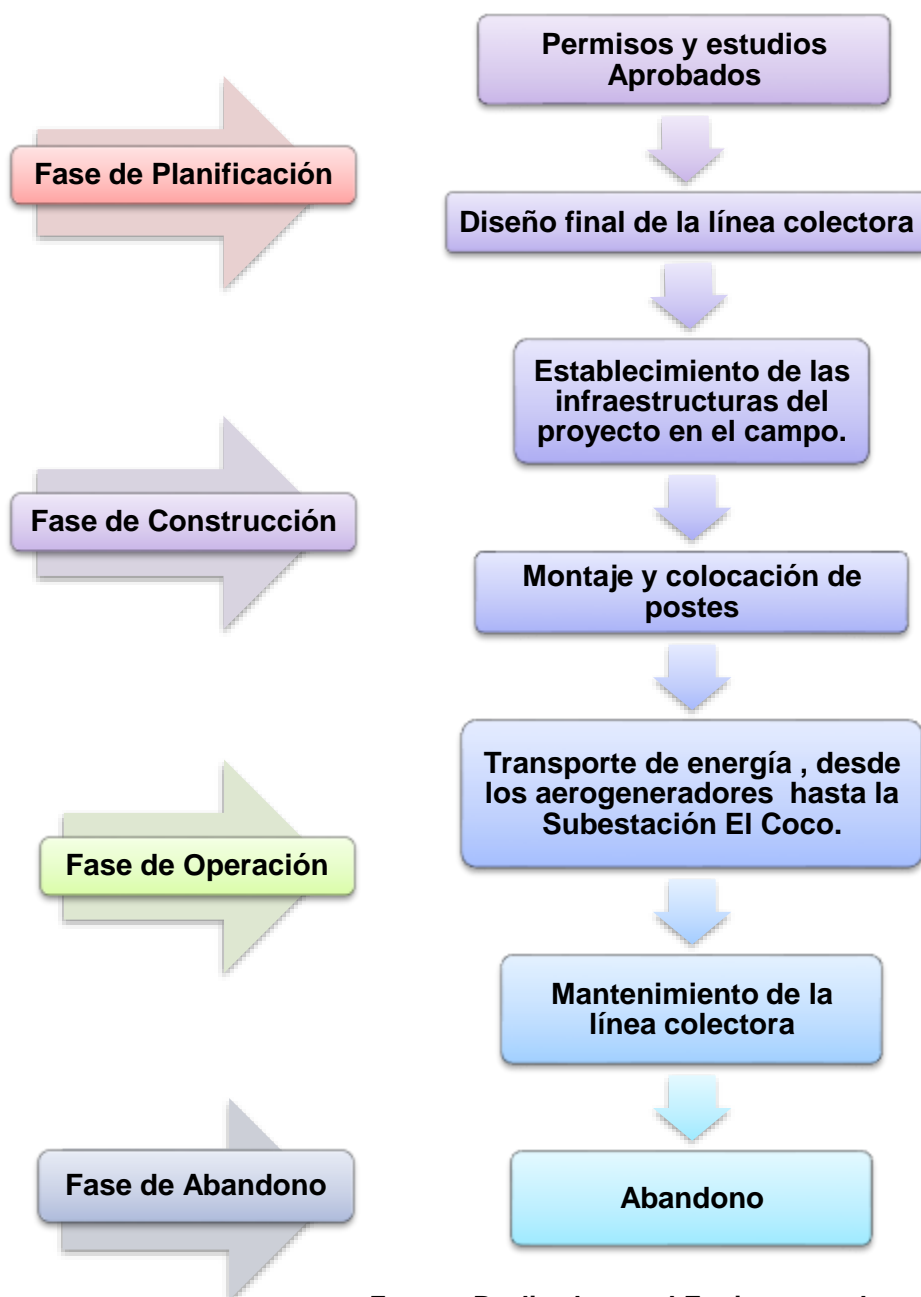 Permisos y estudios
Aprobados
Fase de Planificación
Diseño final de la línea colectora
Establecimiento de las
infraestructuras del
proyecto en el campo.
Fase de Construcción
Montaje y colocación de
postes
Transporte de energía , desde
los aerogeneradores hasta la
Subestación El Coco.
Fase de Operación
Mantenimiento de la
línea colectora
Fase de Abandono
Abandono